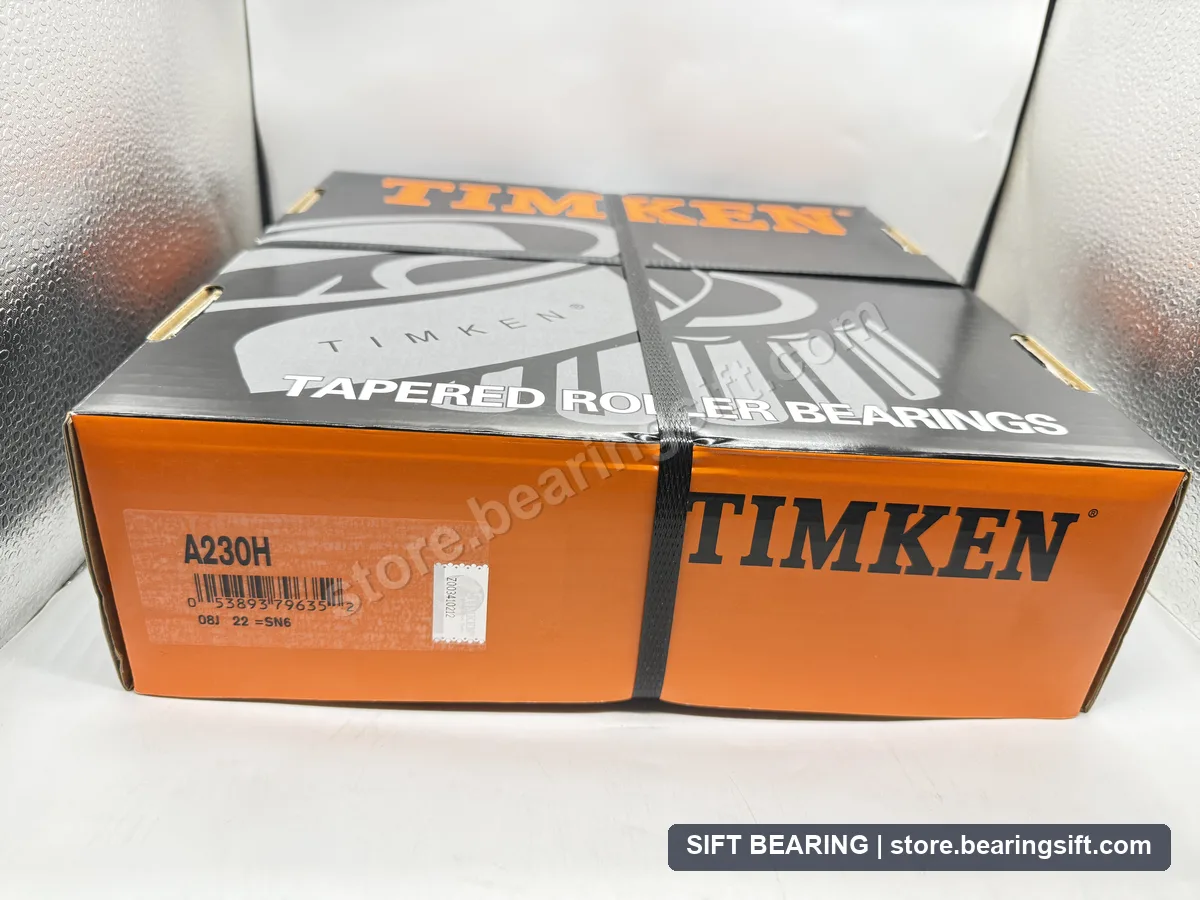 TIMKEN
TIMKEN®
TAPERED ROLLER BEARINGS
TIMKEN®
A230H
0 53893 79635 2
08J 22 =SN6
Z003410212
store.bearingsift.com
SIFT BEARING | store.bearingsift.com